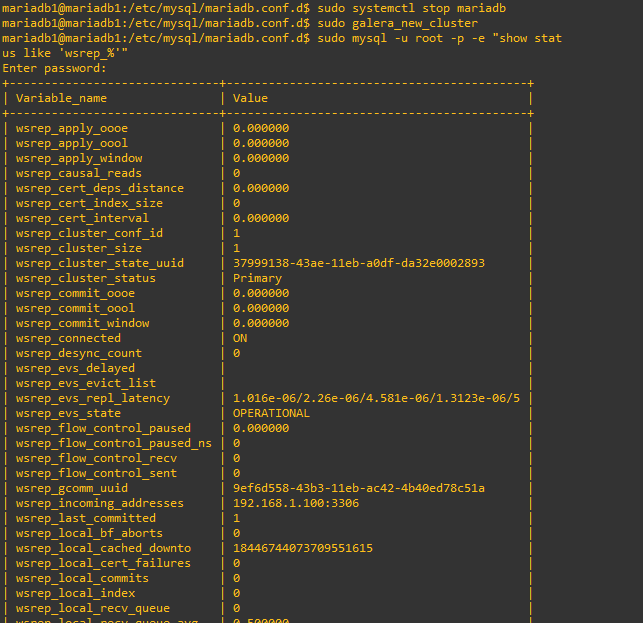 mariadb1@mariadb1:/etc/mysql/mariadb.conf.d$ sudo systemctl stop mariadb
mariadb1@mariadb1:/etc/mysql/mariadb.conf.d$ sudo galera_new_cluster
mariadb1@mariadb1:/etc/mysql/mariadb.conf.d$ sudo mysql -u root -p -e "show stat
us like 'wsrep_%'"
Enter password:
+----------------------------+----------------------------------------+
| Variable_name | Value |
+----------------------------+----------------------------------------+
| wsrep_apply_oooe | 0.000000 |
| wsrep_apply_oool | 0.000000 |
| wsrep_apply_window | 0.000000 |
| wsrep_causal_reads | 0 |
| wsrep_cert_deps_distance | 0.000000 |
| wsrep_cert_index_size | 0 |
| wsrep_cert_interval | 0.000000 |
| wsrep_cluster_conf_id | 1 |
| wsrep_cluster_size | 1 |
| wsrep_cluster_state_uuid | 37999138-43ae-11eb-a0df-da32e0002893 |
| wsrep_cluster_status | Primary |
| wsrep_commit_oooe | 0.000000 |
| wsrep_commit_oool | 0.000000 |
| wsrep_commit_window | 0.000000 |
| wsrep_connected | ON |
| wsrep_desync_count | 0 |
| wsrep_evs_delayed | |
| wsrep_evs_evict_list | |
| wsrep_evs_repl_latency | 1.016e-06/2.26e-06/4.581e-06/1.3123e-06/5 |
| wsrep_evs_state | OPERATIONAL |
| wsrep_flow_control_paused | 0.000000 |
| wsrep_flow_control_paused_ns | 0 |
| wsrep_flow_control_recv | 0 |
| wsrep_flow_control_sent | 0 |
| wsrep_gcomm_uuid | 9ef6d558-43b3-11eb-ac42-4b40ed78c51a |
| wsrep_incoming_addresses | 192.168.1.100:3306 |
| wsrep_last_committed | 1 |
| wsrep_local_bf_aborts | 0 |
| wsrep_local_cached_downto | 18446744073709551615 |
| wsrep_local_cert_failures | 0 |
| wsrep_local_commits | 0 |
| wsrep_local_index | 0 |
| wsrep_local_recv_queue | 0 |
| wsrep_local_recv_queue_avg | 0.500000 |